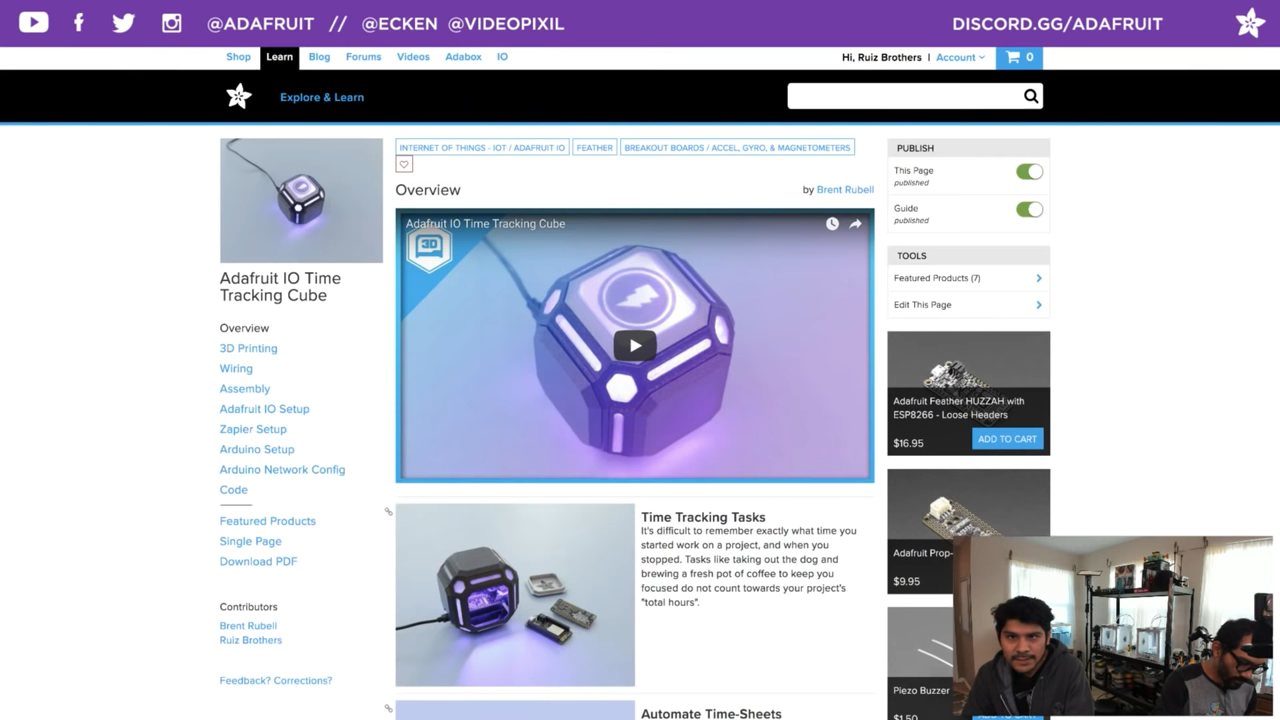 @ADAFRUIT // @ECKEN @VIDEOPIXIL
DISCORD.GG/ADAFRUIT
Shop Learn Blog Forums Videos Adabox IO
Hi, Ruiz Brothers | Account 0
Explore & Learn
Adafruit IO Time
Tracking Cube
Overview
3D Printing
Wiring
Assembly
Adafruit IO Setup
Zapier Setup
Arduino Setup
Arduino Network Config
Code
Featured Products
Single Page
Download PDF
Contributors
Brent Rubell
Ruiz Brothers
Feedback? Corrections?
INTERNET OF THINGS - IOT / ADAFRUIT IO FEATHER BREAKOUT BOARDS / ACCEL, GYRO, & MAGNETOMETERS
Overview
by Brent Rubell
Adafruit IO Time Tracking Cube
3D
Time Tracking Tasks
It's difficult to remember exactly what time you
started work on a project, and when you
stopped. Tasks like taking out the dog and
brewing a fresh pot of coffee to keep you
focused do not count towards your project's
"total hours".
Automate Time-Sheets
PUBLISH
This Page
published
Guide
published
TOOLS
Featured Products (7)
Edit This Page
Adafruit Feather HUZZAH with
ESP8266 - Loose Headers
$16.95 ADD TO CART
Adafruit Prop-
$9.95
Piezo Buzzer
$1.50